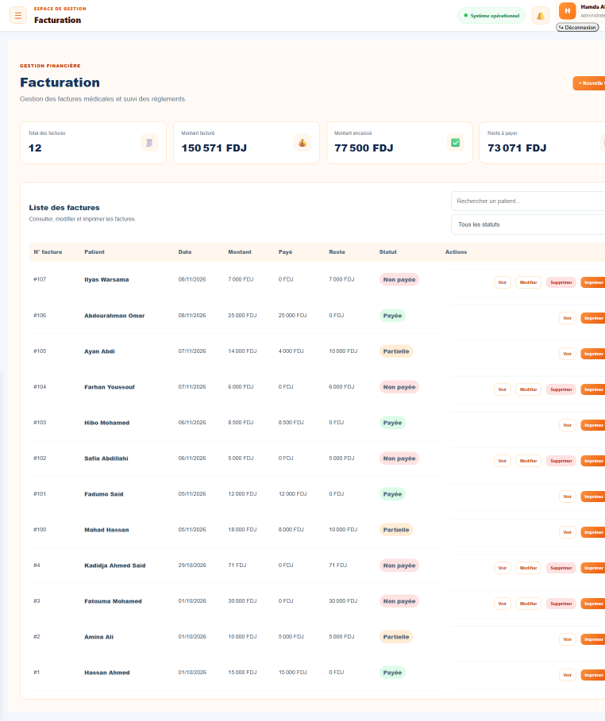 ESPACE DE GESTION
Facturation
Système opérationnel
H
Hamda
Administrat
Déconnexion
GESTION FINANCIÈRE
Facturation
Gestion des factures médicales et suivi des règlements.
+ Nouvelle
Total des factures
12
Montant facturé
150 571 FDJ
Montant encaissé
77 500 FDJ
Reste à payer
73 071 FDJ
Liste des factures
Consulter, modifier et imprimer les factures.
Rechercher un patient...
Tous les statuts
N° facture Patient Date Montant Payé Reste Statut Actions
#107 Ilyas Warsama 08/11/2026 7 000 FDJ 0 FDJ 7 000 FDJ Non payée Voir Modifier Supprimer Imprimer
#106 Abdourahman Omar 08/11/2026 25 000 FDJ 25 000 FDJ 0 FDJ Payée Voir Imprimer
#105 Ayan Abdi 07/11/2026 14 000 FDJ 4 000 FDJ 10 000 FDJ Partielle Voir Imprimer
#104 Farhan Youssouf 07/11/2026 6 000 FDJ 0 FDJ 6 000 FDJ Non payée Voir Modifier Supprimer Imprimer
#103 Hibo Mohamed 06/11/2026 8 500 FDJ 8 500 FDJ 0 FDJ Payée Voir Imprimer
#102 Safia Abdillahi 06/11/2026 5 000 FDJ 0 FDJ 5 000 FDJ Non payée Voir Modifier Supprimer Imprimer
#101 Fadumo Said 05/11/2026 12 000 FDJ 12 000 FDJ 0 FDJ Payée Voir Imprimer
#100 Mahad Hassan 05/11/2026 18 000 FDJ 8 000 FDJ 10 000 FDJ Partielle Voir Imprimer
#4 Kadidja Ahmed Said 29/10/2026 71 FDJ 0 FDJ 71 FDJ Non payée Voir Modifier Supprimer Imprimer
#3 Fatouma Mohamed 01/10/2026 30 000 FDJ 0 FDJ 30 000 FDJ Non payée Voir Modifier Supprimer Imprimer
#2 Amina Ali 01/10/2026 10 000 FDJ 5 000 FDJ 5 000 FDJ Partielle Voir Imprimer
#1 Hassan Ahmed 01/10/2026 15 000 FDJ 15 000 FDJ 0 FDJ Payée Voir Imprimer